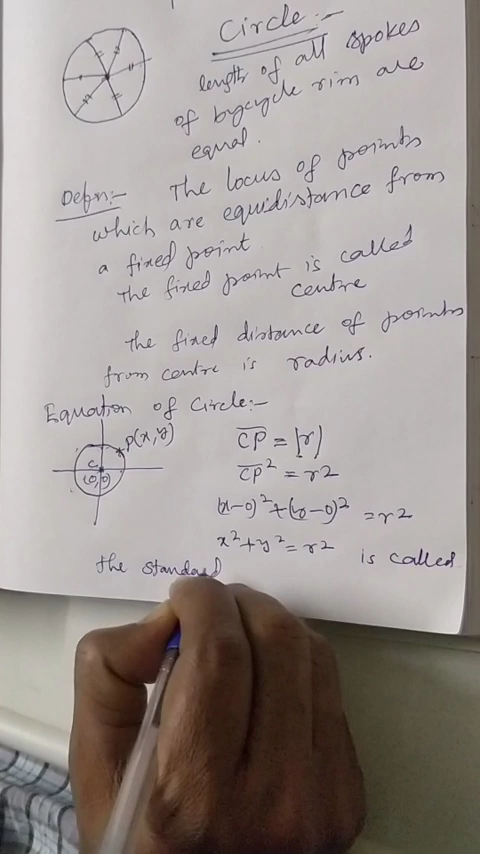 Circle :-
length of all spokes
of bycycle rim are
equal.
Defn:- The locus of points
which are equidistance from
a fixed point.
The fixed point is called
centre
the fixed distance of points
from centre is radius.
Equation of Circle:-
P(x,y)
C
(0,0)
CP = |r|
CP² = r2
(x-0)²+(y-0)² = r2
x²+y² = r2 is called
the standard